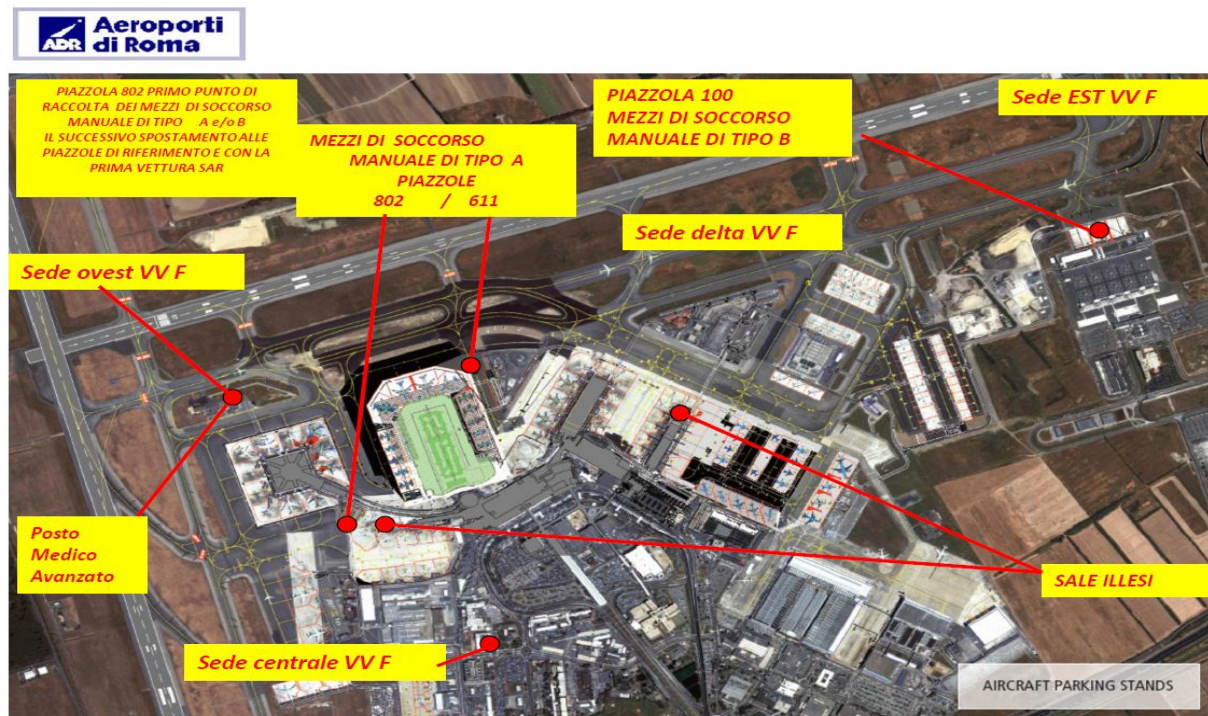 ADR Aeroporti
di Roma
PIAZZOLA 802 PRIMO PUNTO DI
RACCOLTA DEI MEZZI DI SOCCORSO
MANUALE DI TIPO A e/o B
IL SUCCESSIVO SPOSTAMENTO ALLE
PIAZZOLE DI RIFERIMENTO E CON LA
PRIMA VETTURA SAR
MEZZI DI SOCCORSO
MANUALE DI TIPO A
PIAZZOLE
802 / 611
PIAZZOLA 100
MEZZI DI SOCCORSO
MANUALE DI TIPO B
Sede EST VV F
Sede delta VV F
Sede ovest VV F
Posto
Medico
Avanzato
SALE ILLESI
Sede centrale VV F
AIRCRAFT PARKING STANDS